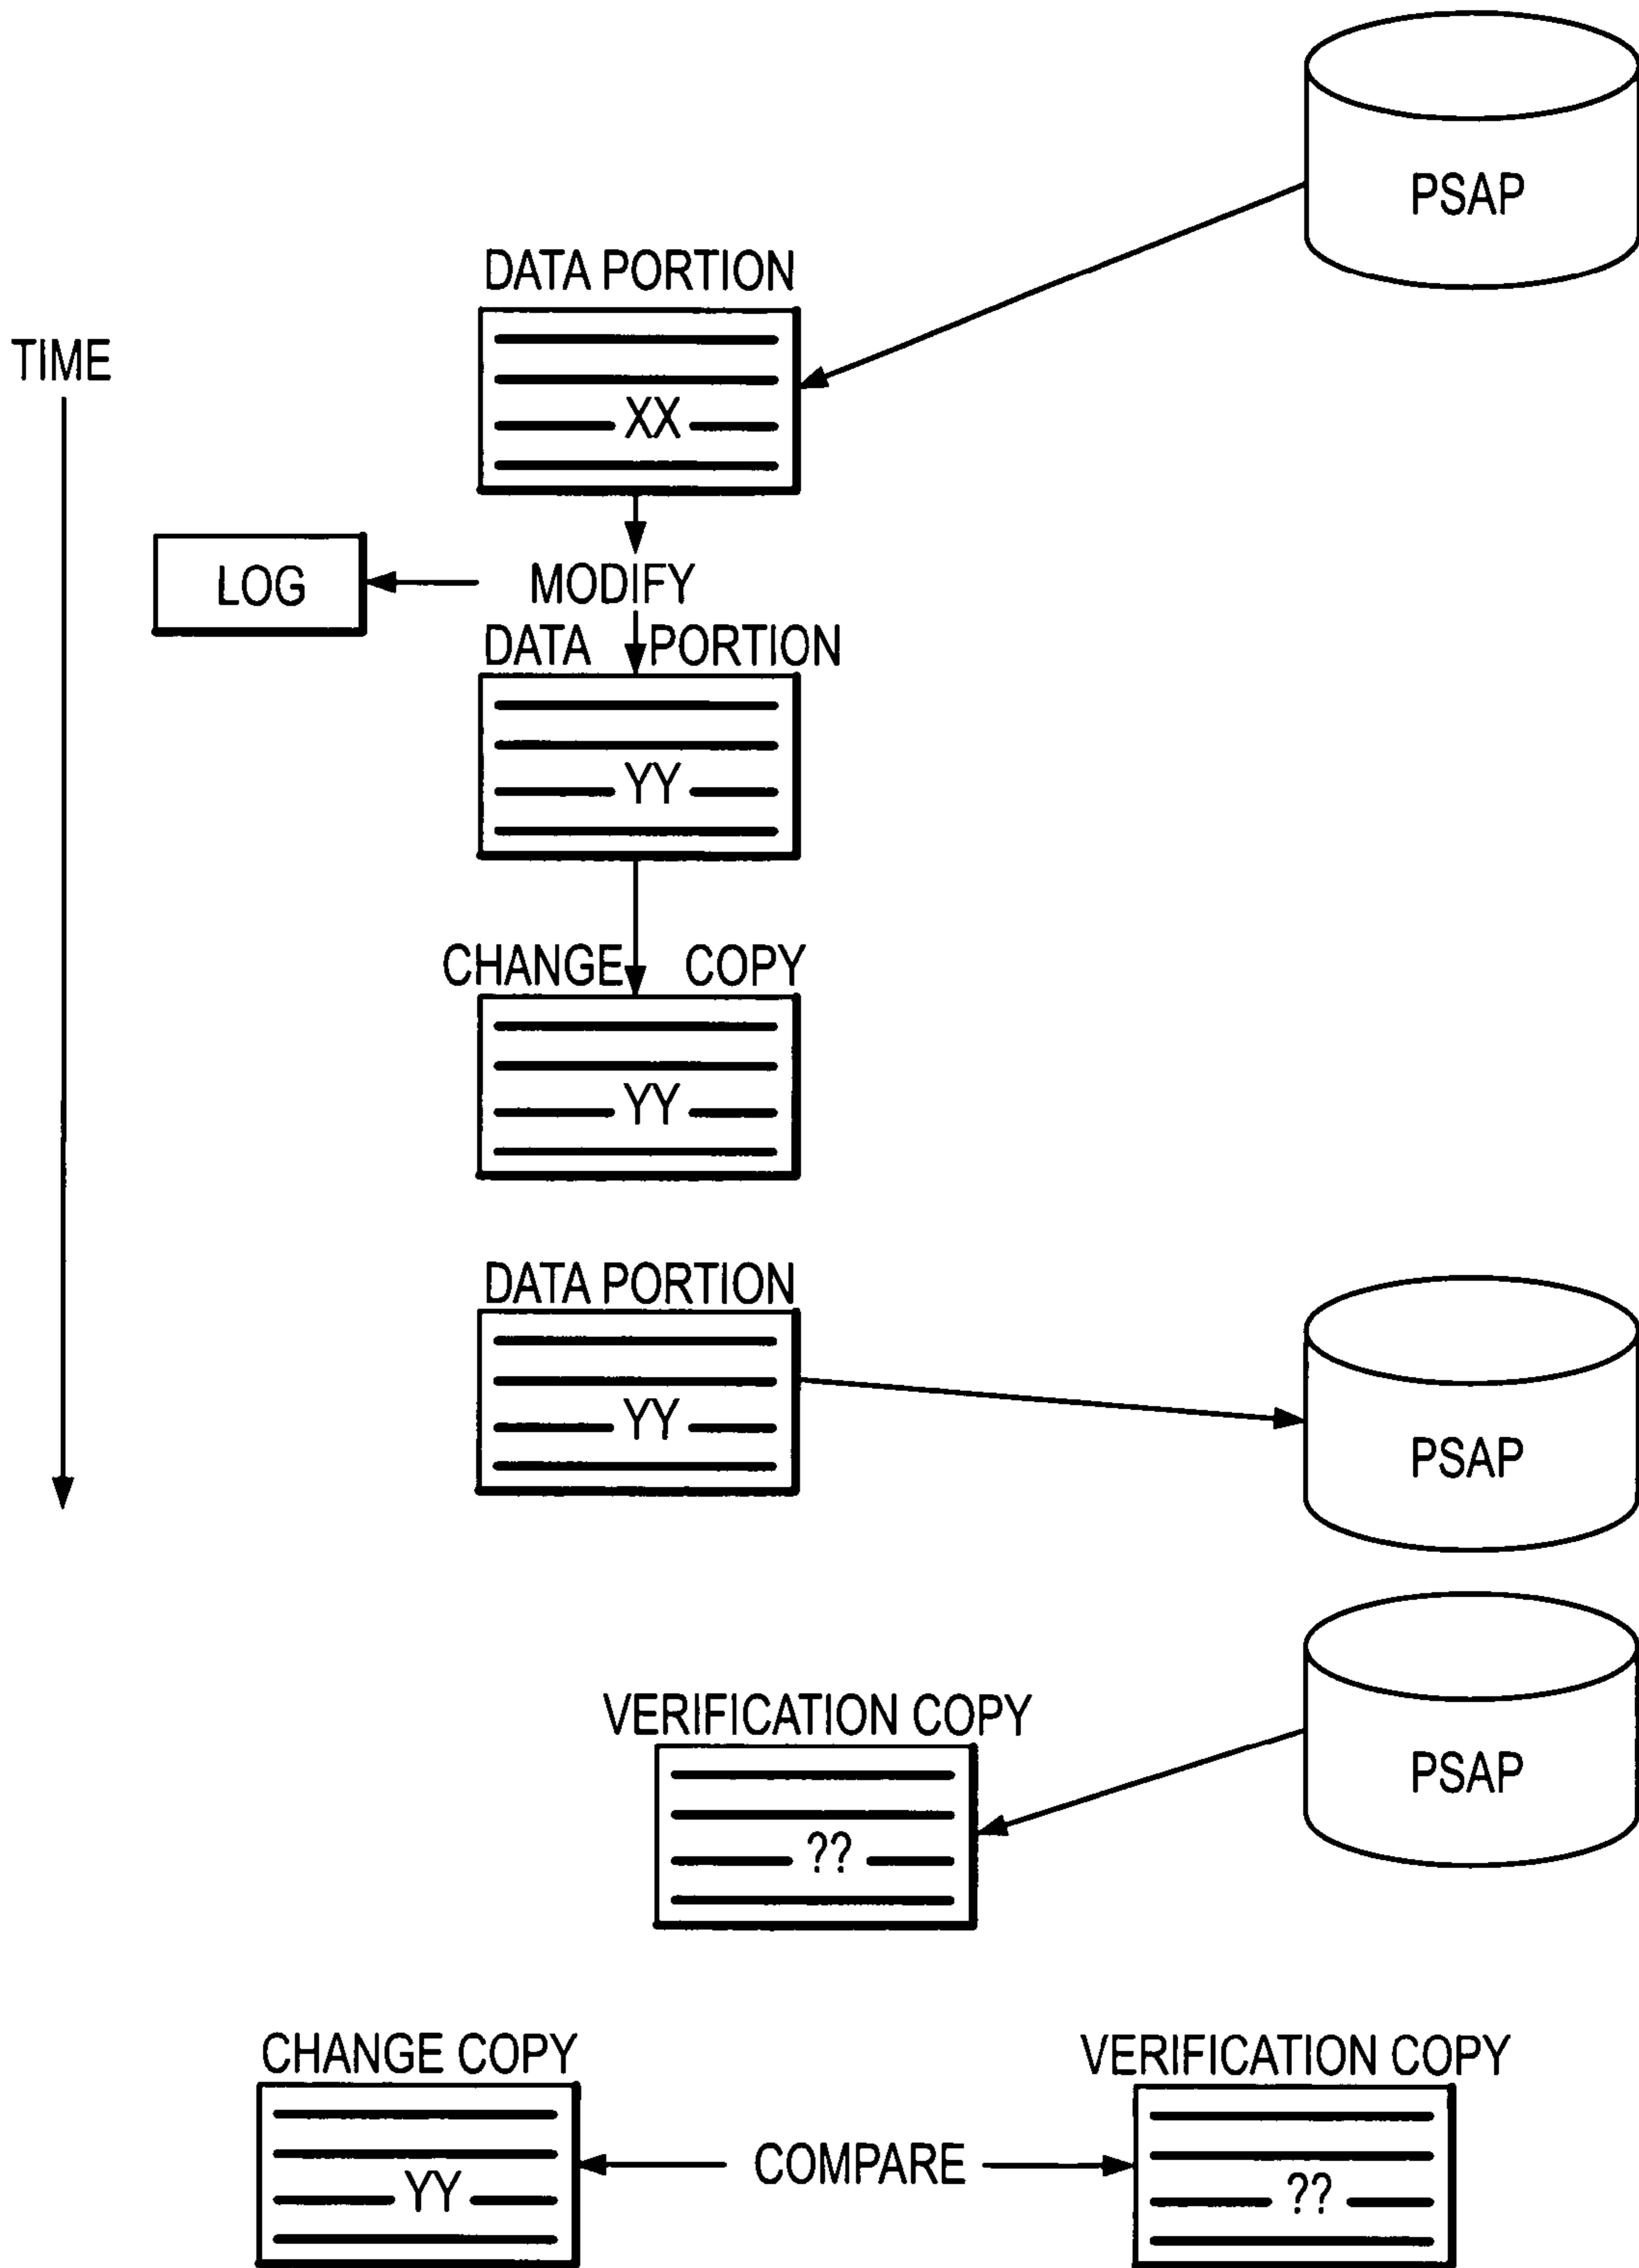 PSAP
DATA PORTION
TIME
XX
LOG
MODIFY
DATA PORTION
YY
CHANGE COPY
YY
DATA PORTION
YY
PSAP
VERIFICATION COPY
PSAP
??
CHANGE COPY
VERIFICATION COPY
COMPARE
YY
??